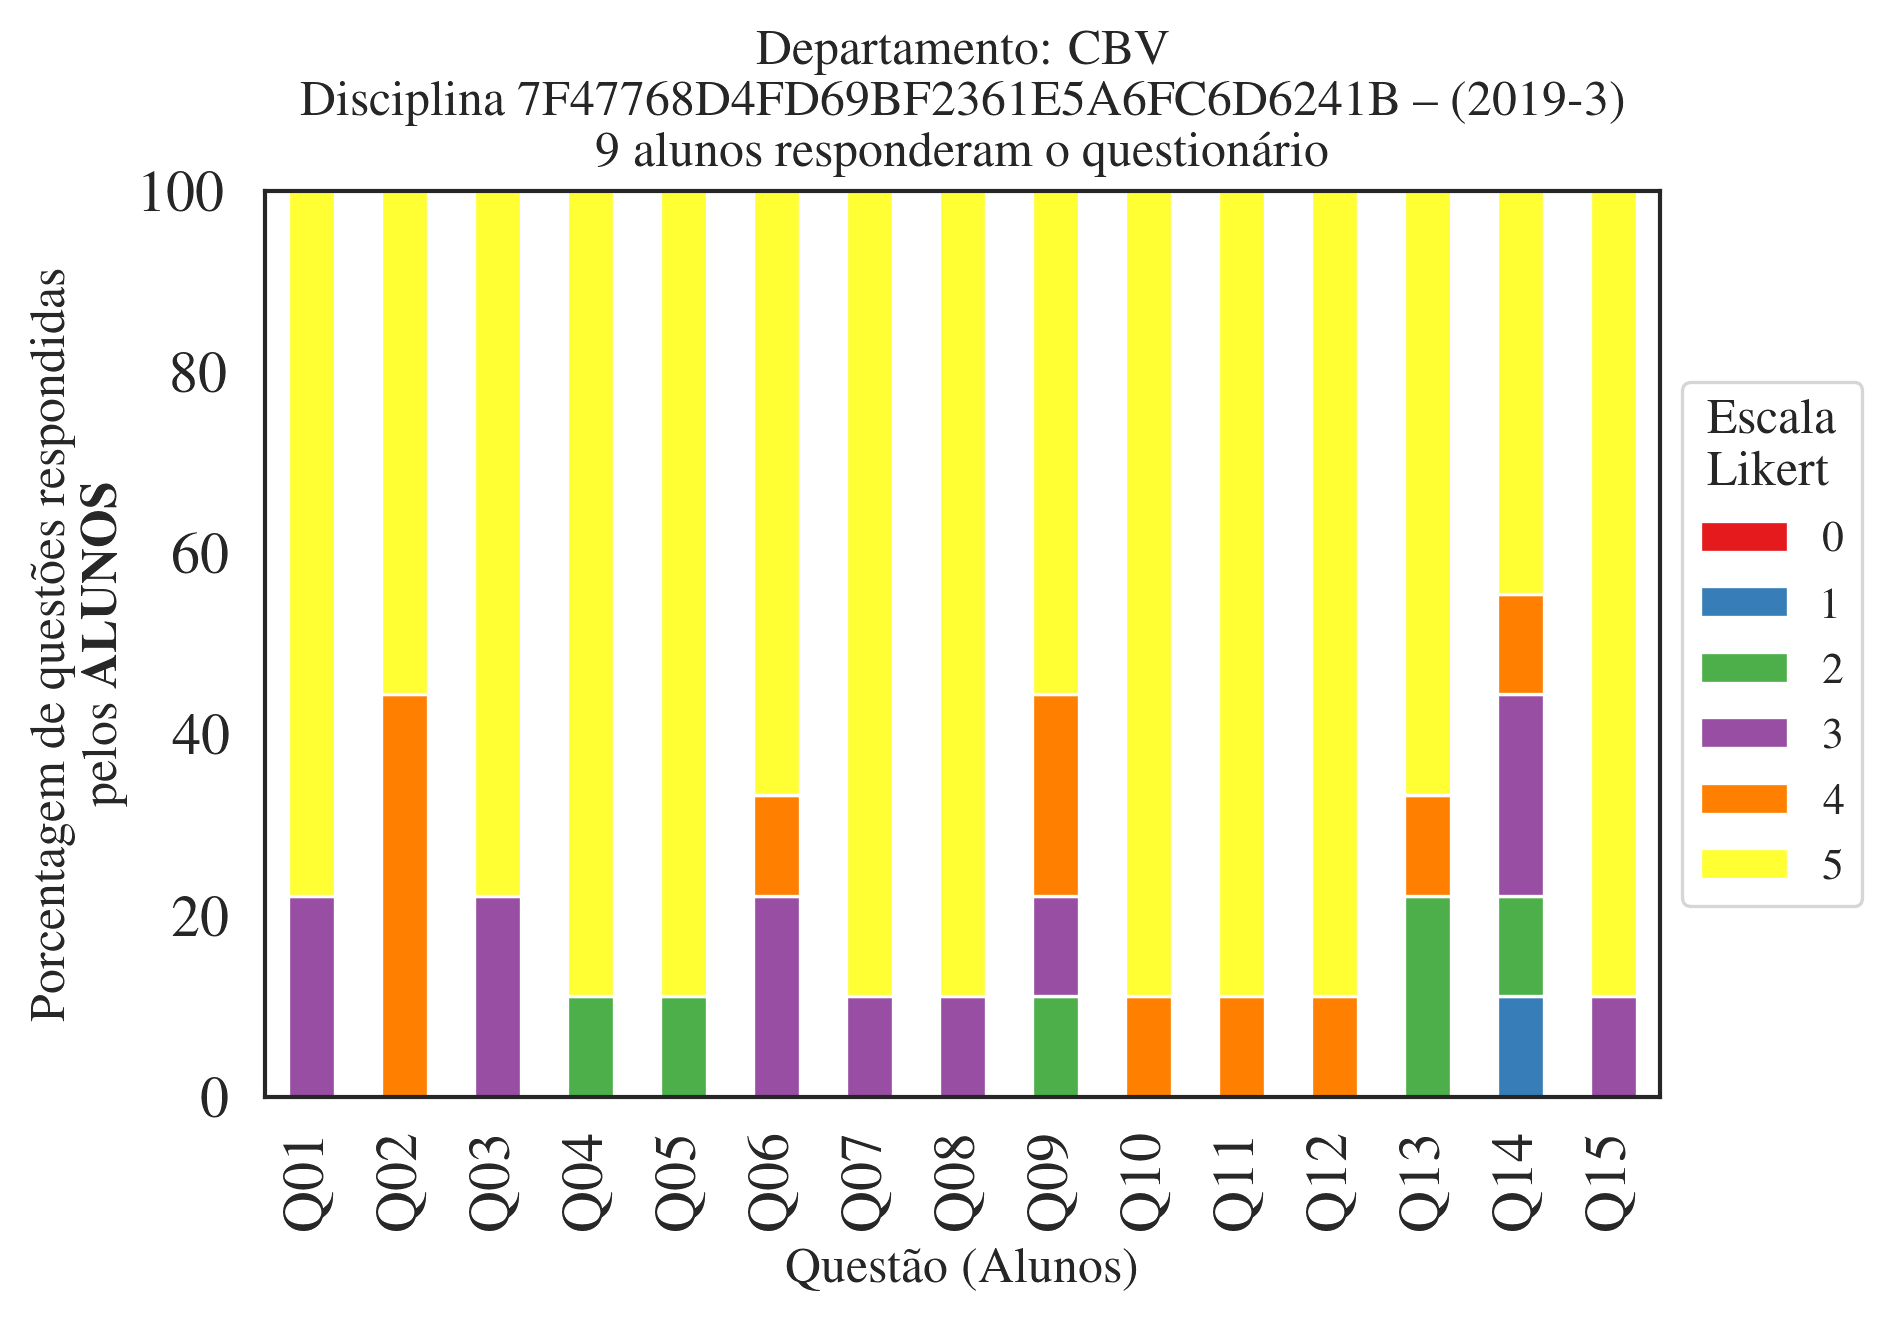 Departamento: CBV
Disciplina 7F47768D4FD69BF2361E5A6FC6D6241B – (2019-3)
9 alunos responderam o questionário
Porcentagem de questões respondidas
pelos ALUNOS
100
80
60
40
20
0
Q01
Q02
Q03
Q04
Q05
Q06
Q07
Q08
Q09
Q10
Q11
Q12
Q13
Q14
Q15
Questão (Alunos)
Escala
Likert
0
1
2
3
4
5